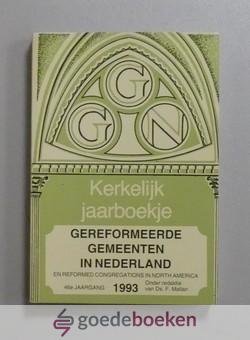 G
G N
Kerkelijk
jaarboekje
GEREFORMEERDE
GEMEENTEN
IN NEDERLAND
EN REFORMED CONGREGATIONS IN NORTH AMERICA
46e JAARGANG 1993 Onder redaktie
van Ds. F. Mallan
goedeboeken